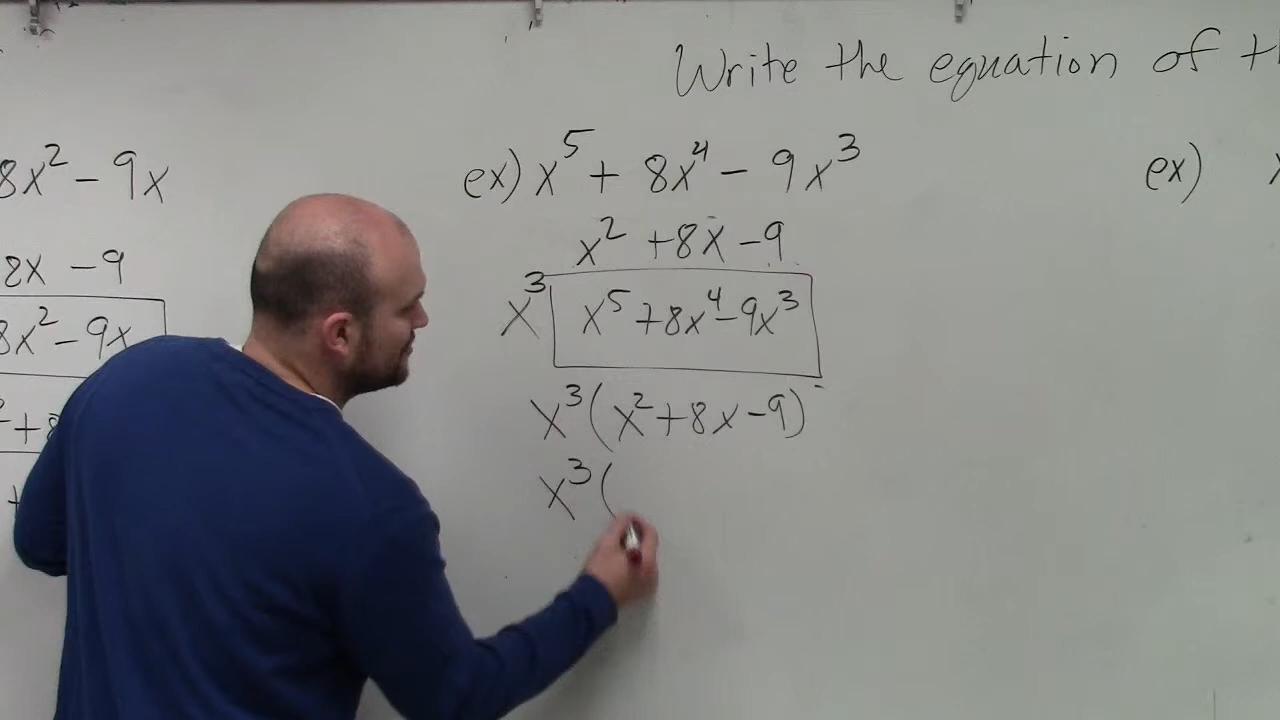 Write the equation of th
8x² - 9x
8x - 9
8x² - 9x
ex) x⁵ + 8x⁴ - 9x³
x² + 8x - 9
x³ x⁵ + 8x⁴ - 9x³
x³(x² + 8x - 9)
x³(
ex)